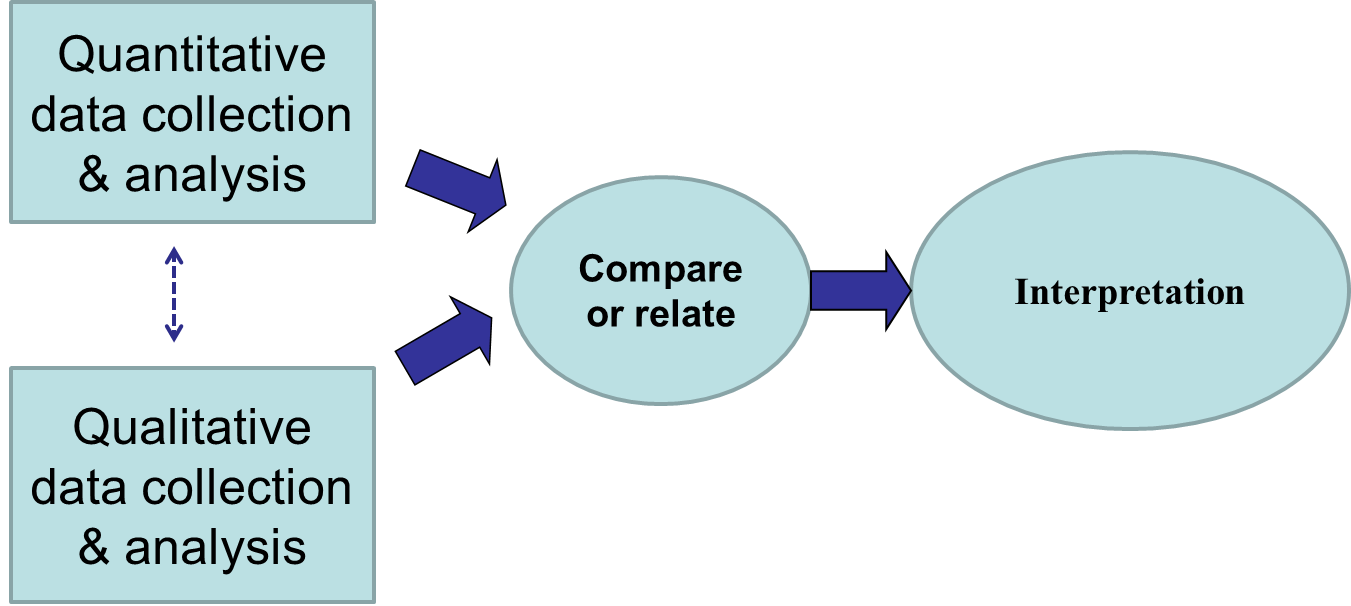 Quantitative
data collection
& analysis
Compare
or relate
Interpretation
Qualitative
data collection
& analysis